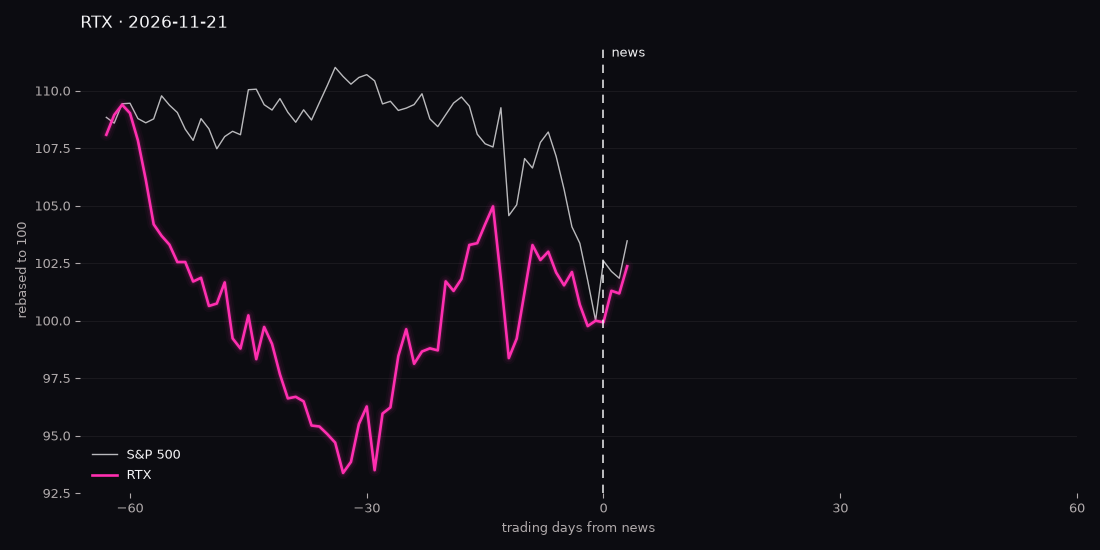 RTX · 2026-11-21
news
110.0
107.5
105.0
102.5
100.0
97.5
95.0
92.5
rebased to 100
S&P 500
RTX
−60
−30
0
30
60
trading days from news